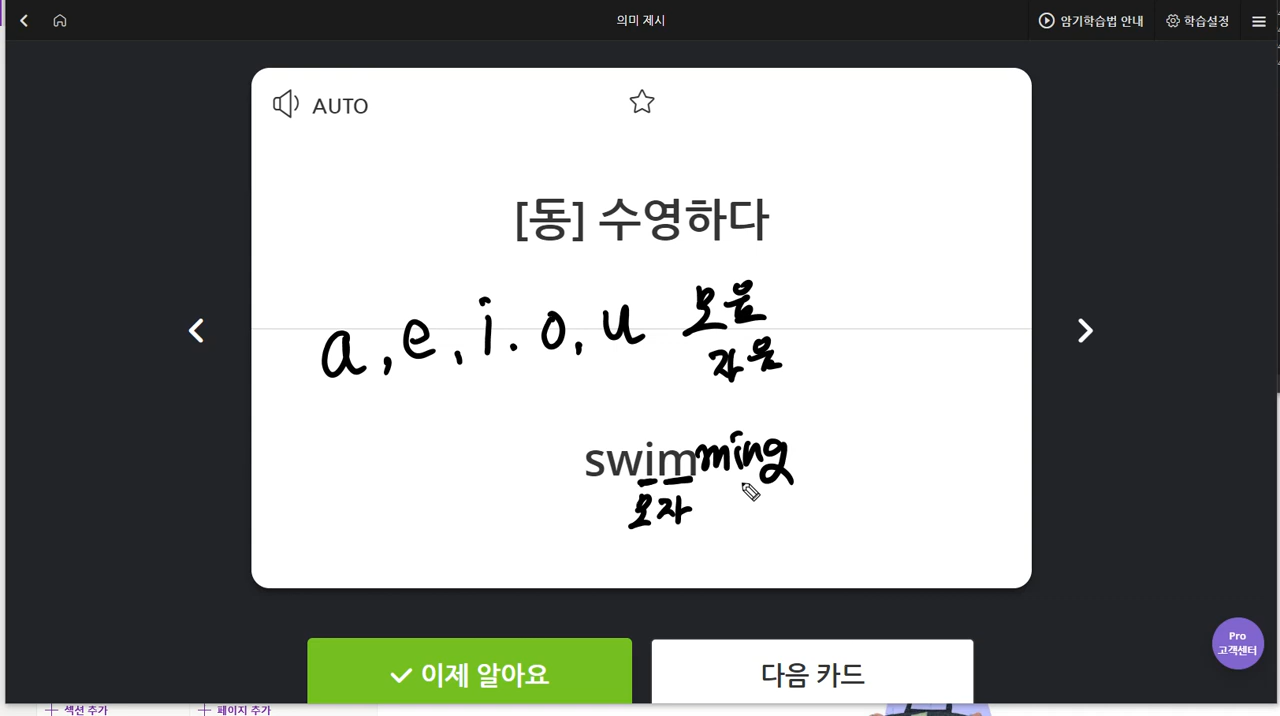 의미 제시
암기학습법 안내
학습설정
AUTO
[동] 수영하다
a, e, i. o, u 모음
자음
swimming
모자
이제 알아요
다음 카드
Pro
고객센터
섹션 추가
페이지 추가